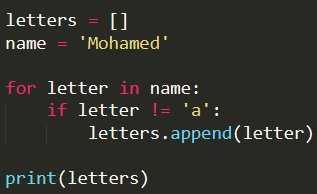 letters = []
name = 'Mohamed'
for letter in name:
    if letter != 'a':
        letters.append(letter)
print(letters)